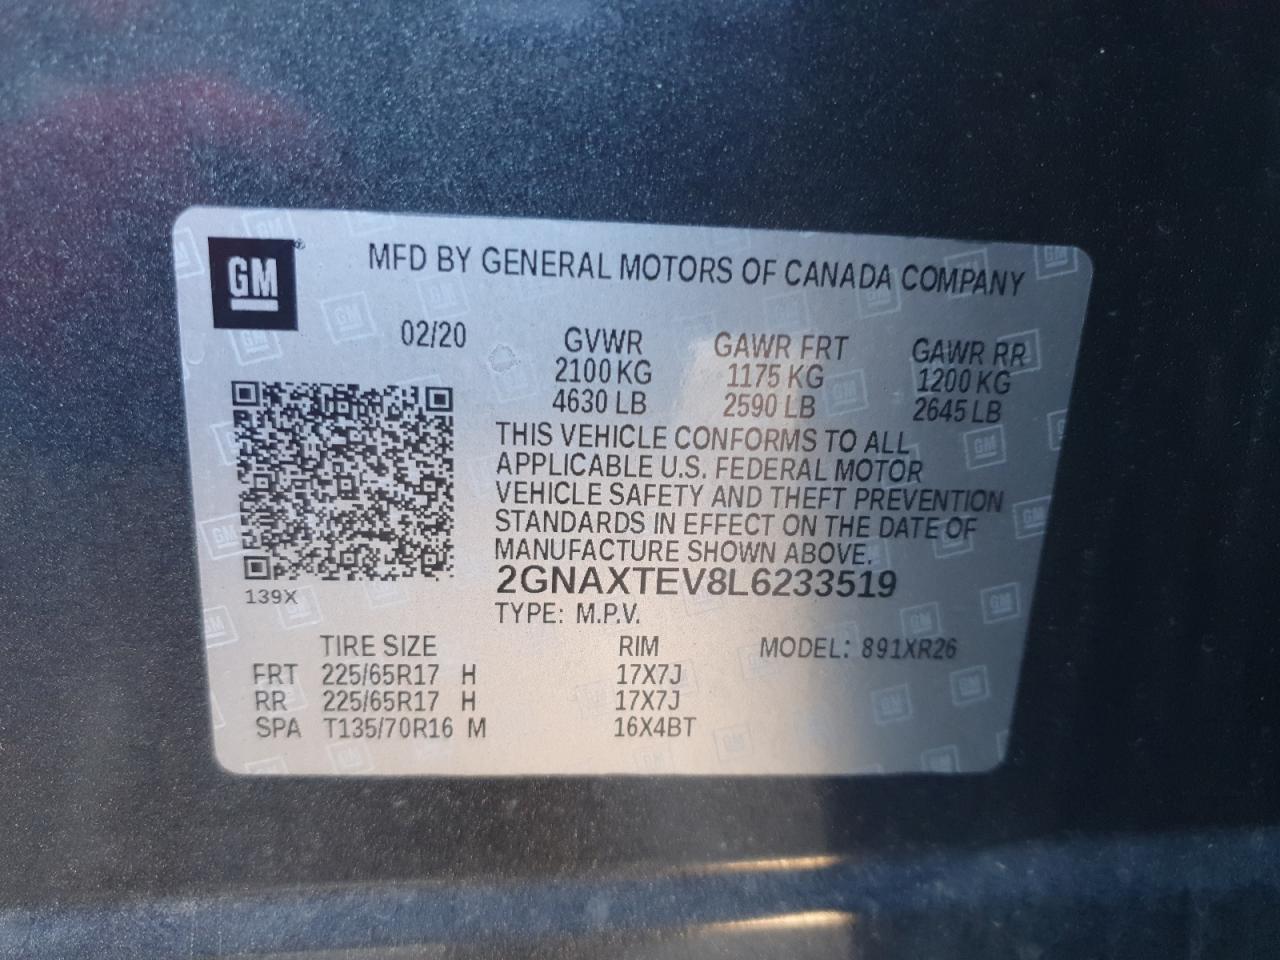 GM® MFD BY GENERAL MOTORS OF CANADA COMPANY
02/20 GVWR GAWR FRT GAWR RR
2100 KG 1175 KG 1200 KG
4630 LB 2590 LB 2645 LB
THIS VEHICLE CONFORMS TO ALL
APPLICABLE U.S. FEDERAL MOTOR
VEHICLE SAFETY AND THEFT PREVENTION
STANDARDS IN EFFECT ON THE DATE OF
MANUFACTURE SHOWN ABOVE.
2GNAXTEV8L6233519
139X
TYPE: M.P.V.
TIRE SIZE RIM MODEL: 891XR26
FRT 225/65R17 H 17X7J
RR 225/65R17 H 17X7J
SPA T135/70R16 M 16X4BT